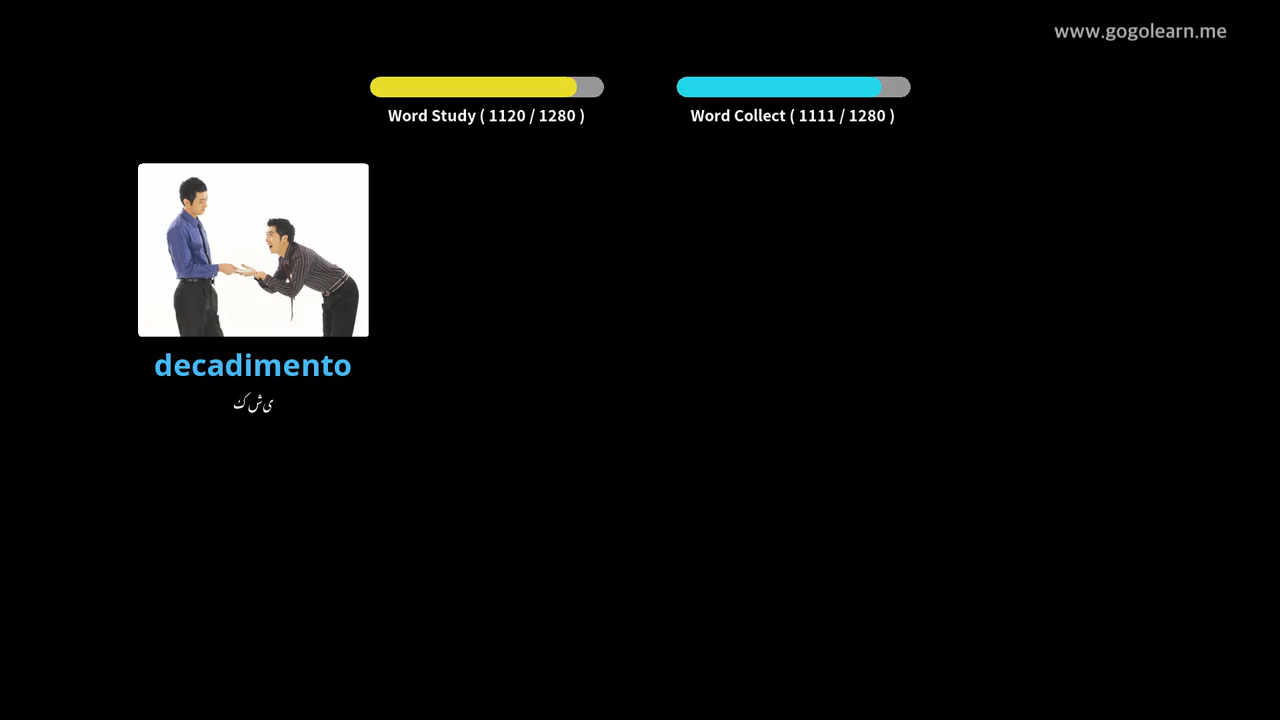 www.gogolearn.me
Word Study ( 1120 / 1280 )
Word Collect ( 1111 / 1280 )
decadimento
ی ش ک